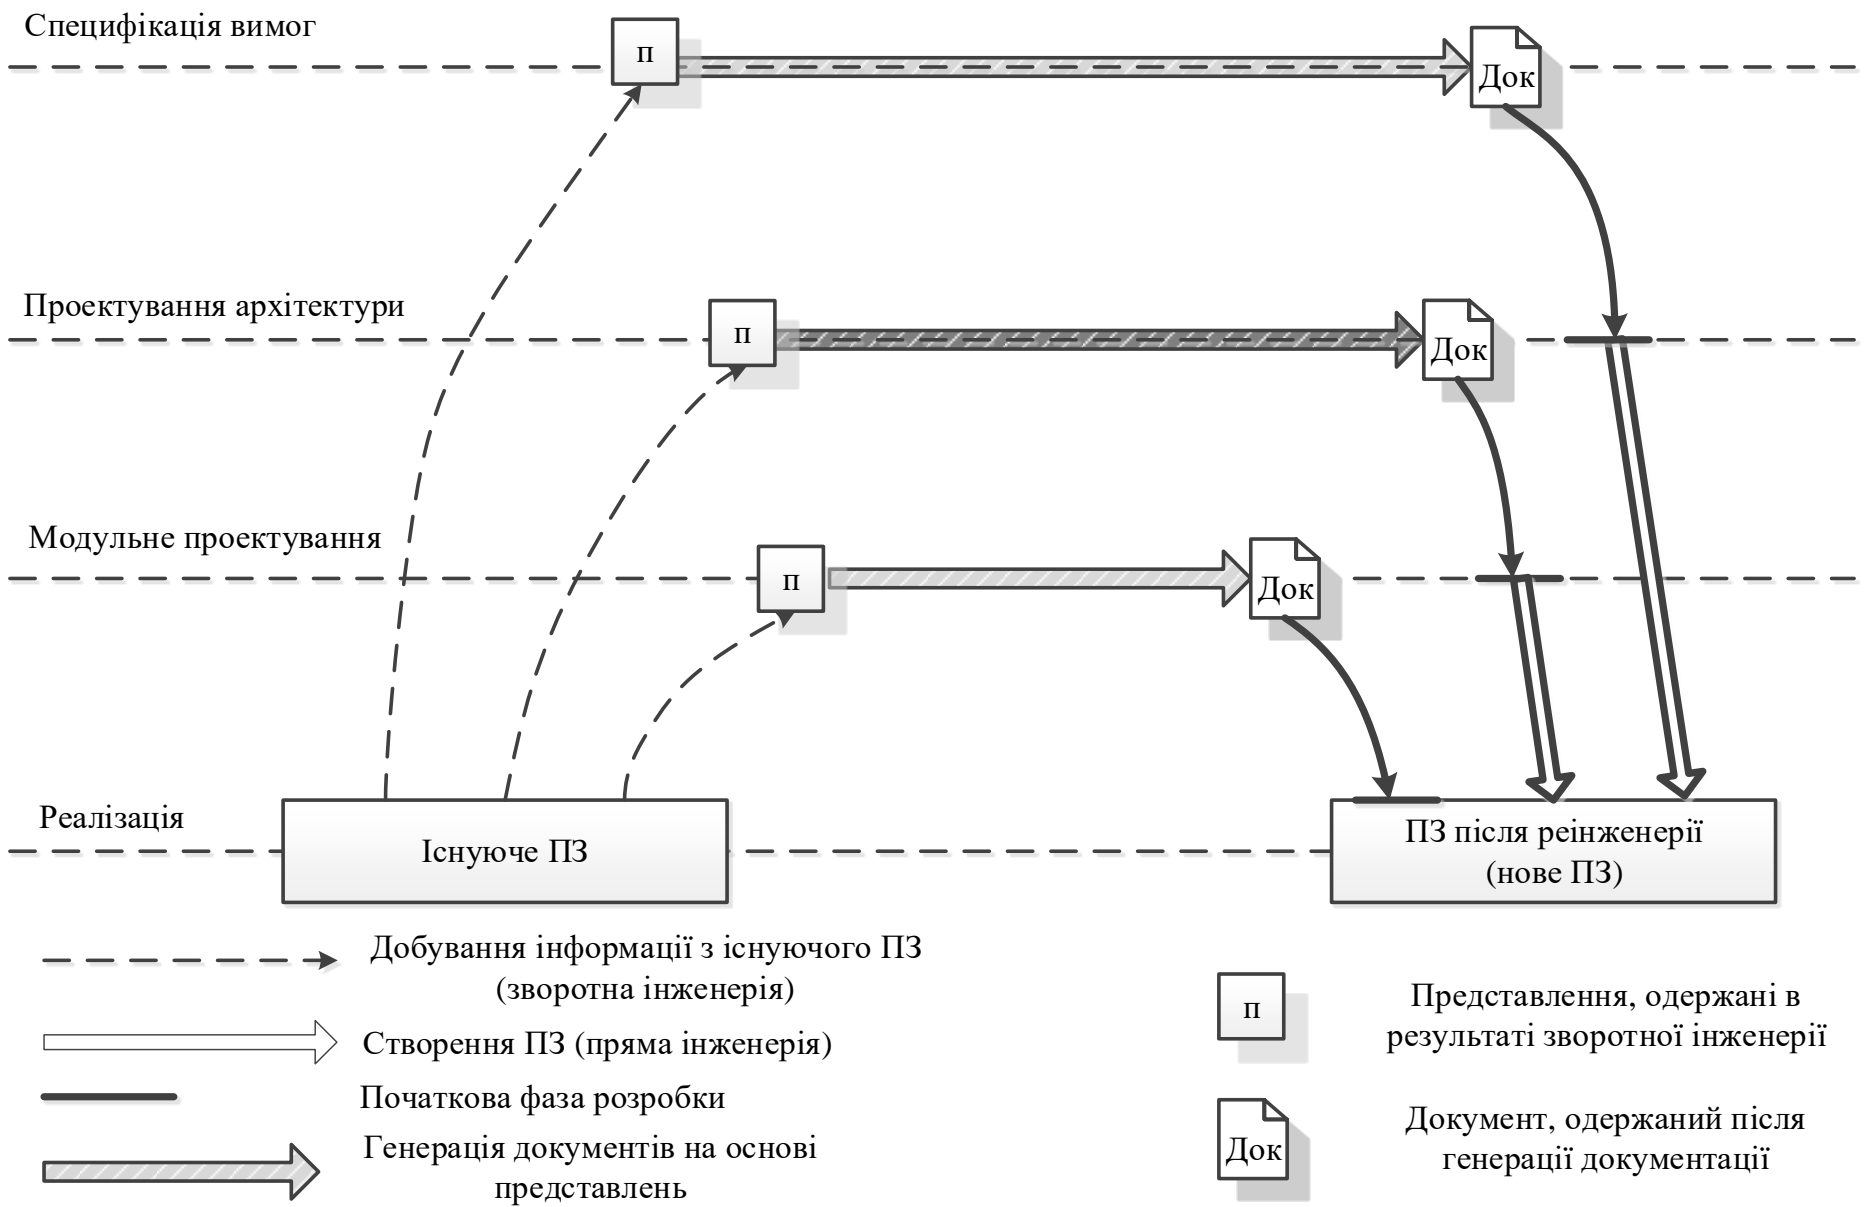 Специфікація вимог
п
Док
Проектування архітектури
п
Док
Модульне проектування
п
Док
Реалізація
Існуюче ПЗ
ПЗ після реінженерії
(нове ПЗ)
Добування інформації з існуючого ПЗ
(зворотна інженерія)
Створення ПЗ (пряма інженерія)
Початкова фаза розробки
Генерація документів на основі
представлень
п
Представлення, одержані в
результаті зворотної інженерії
Док
Документ, одержаний після
генерації документації